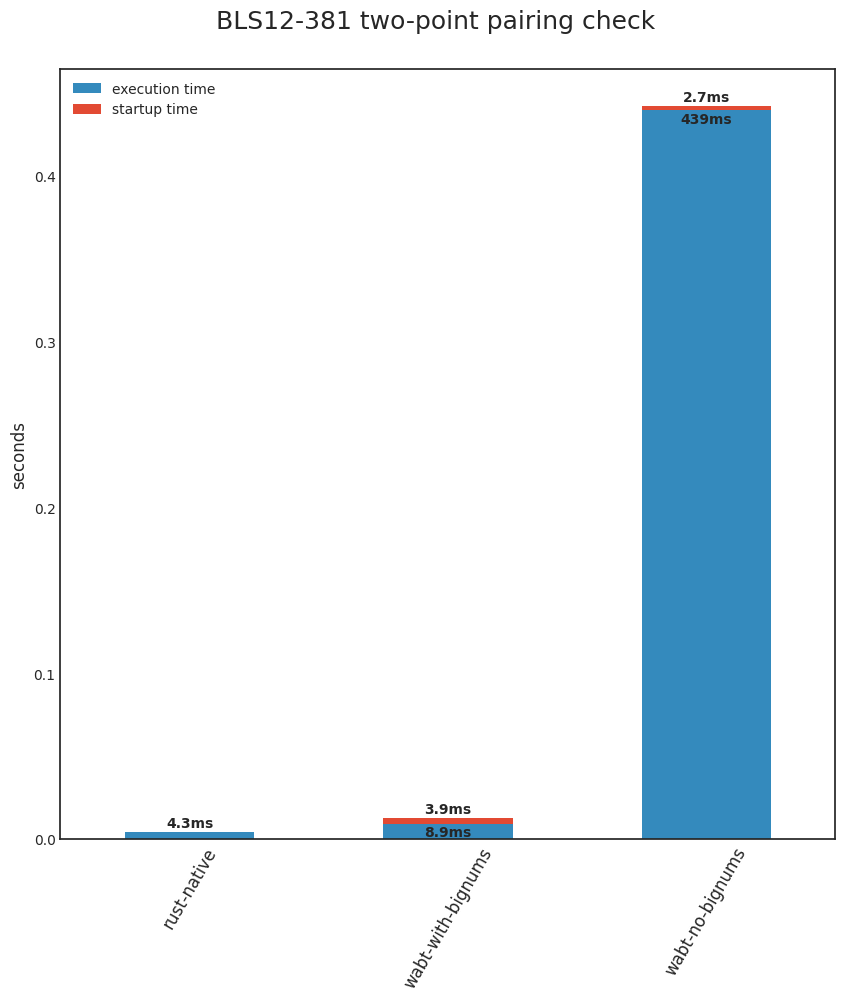 BLS12-381 two-point pairing check
execution time
startup time
2.7ms
439ms
0.4
0.3
seconds
0.2
0.1
3.9ms
4.3ms
8.9ms
0.0
rust-native
wabt-with-bignums
wabt-no-bignums